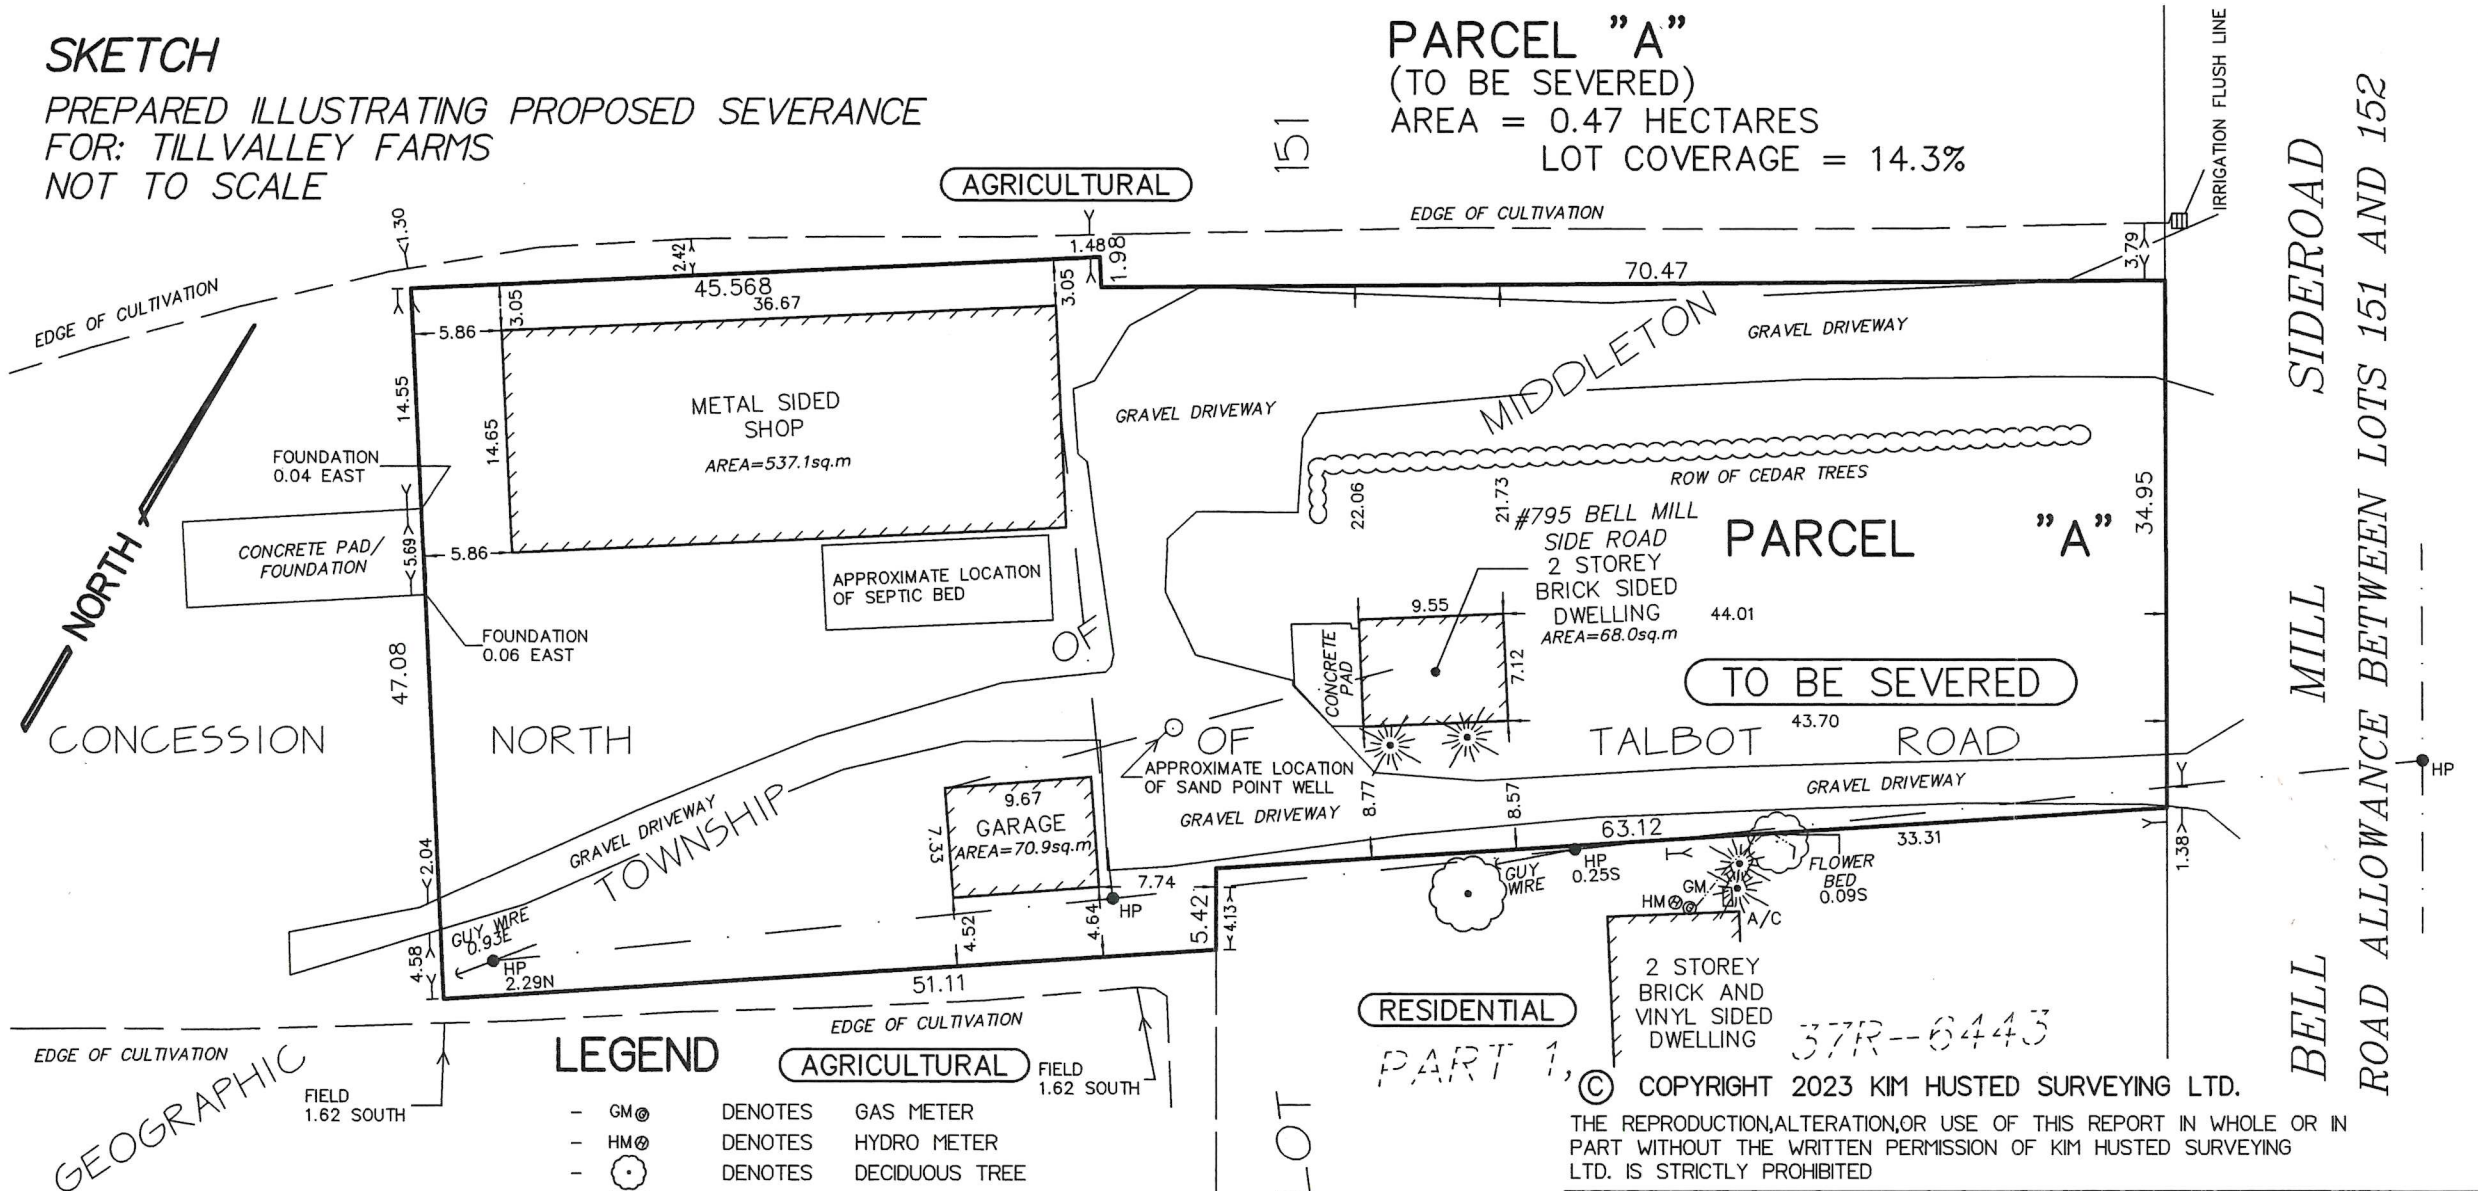 SKETCH
PREPARED ILLUSTRATING PROPOSED SEVERANCE
FOR: TILLVALLEY FARMS
NOT TO SCALE
PARCEL "A"
(TO BE SEVERED)
AREA = 0.47 HECTARES
LOT COVERAGE = 14.3%
151
AGRICULTURAL
EDGE OF CULTIVATION
IRRIGATION FLUSH LINE
EDGE OF CULTIVATION
1.30
2.42
1.48
1.98
3.79
45.568
70.47
36.67
3.05
3.05
5.86
14.55
14.65
METAL SIDED
SHOP
AREA=537.1sq.m
GRAVEL DRIVEWAY
GRAVEL DRIVEWAY
MIDDLETON
ROW OF CEDAR TREES
22.06
21.73
34.95
FOUNDATION
0.04 EAST
CONCRETE PAD/
FOUNDATION
5.69
5.86
NORTH
FOUNDATION
0.06 EAST
47.08
APPROXIMATE LOCATION
OF SEPTIC BED
OF
#795 BELL MILL
SIDE ROAD
2 STOREY
BRICK SIDED
DWELLING
AREA=68.0sq.m
PARCEL "A"
9.55
44.01
7.12
CONCRETE
PAD
TO BE SEVERED
43.70
CONCESSION NORTH OF TALBOT ROAD
APPROXIMATE LOCATION
OF SAND POINT WELL
GRAVEL DRIVEWAY
GRAVEL DRIVEWAY
GRAVEL DRIVEWAY
TOWNSHIP
9.67
GARAGE
AREA=70.9sq.m
7.33
8.77
8.57
63.12
33.31
1.38
2.04
7.74
HP
4.52
4.64
5.42
4.13
GUY WIRE
0.93E
HP
2.29N
4.58
51.11
GUY
WIRE
HP
0.25S
FLOWER
BED
0.09S
GM
HM
A/C
HP
2 STOREY
BRICK AND
VINYL SIDED
DWELLING
RESIDENTIAL
PART 1, 37R-6443
EDGE OF CULTIVATION
EDGE OF CULTIVATION
AGRICULTURAL
FIELD
1.62 SOUTH
FIELD
1.62 SOUTH
GEOGRAPHIC
LEGEND
- GM DENOTES GAS METER
- HM DENOTES HYDRO METER
- DENOTES DECIDUOUS TREE
© COPYRIGHT 2023 KIM HUSTED SURVEYING LTD.
THE REPRODUCTION,ALTERATION,OR USE OF THIS REPORT IN WHOLE OR IN
PART WITHOUT THE WRITTEN PERMISSION OF KIM HUSTED SURVEYING
LTD. IS STRICTLY PROHIBITED
BELL MILL SIDEROAD
ROAD ALLOWANCE BETWEEN LOTS 151 AND 152